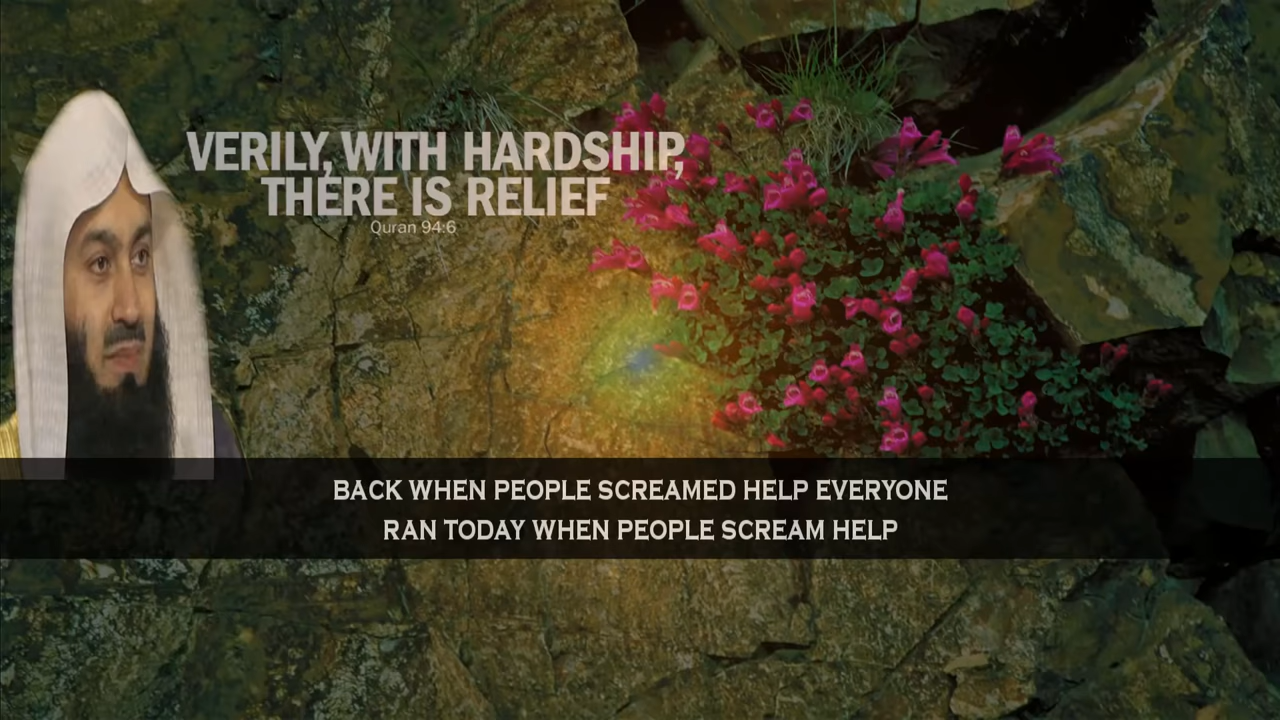 VERILY, WITH HARDSHIP,
THERE IS RELIEF
Quran 94:6
BACK WHEN PEOPLE SCREAMED HELP EVERYONE
RAN TODAY WHEN PEOPLE SCREAM HELP